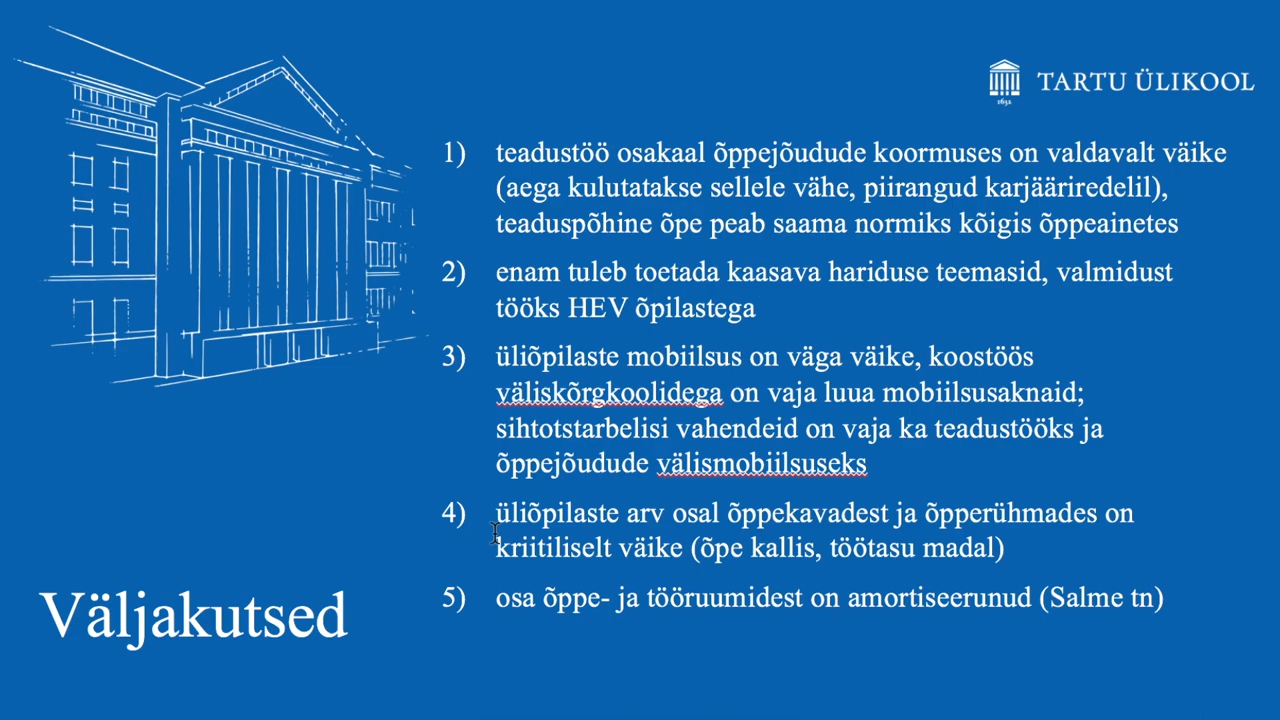 1632
TARTU ÜLIKOOL
1) teadustöö osakaal õppejõudude koormuses on valdavalt väike
(aega kulutatakse sellele vähe, piirangud karjääriredelil),
teaduspõhine õpe peab saama normiks kõigis õppeainetes
2) enam tuleb toetada kaasava hariduse teemasid, valmidust
tööks HEV õpilastega
3) üliõpilaste mobiilsus on väga väike, koostöös
väliskõrgkoolidega on vaja luua mobiilsusaknaid;
sihtotstarbelisi vahendeid on vaja ka teadustööks ja
õppejõudude välismobiilsuseks
4) üliõpilaste arv osal õppekavadest ja õpperühmades on
kriitiliselt väike (õpe kallis, töötasu madal)
5) osa õppe- ja tööruumidest on amortiseerunud (Salme tn)
Väljakutsed